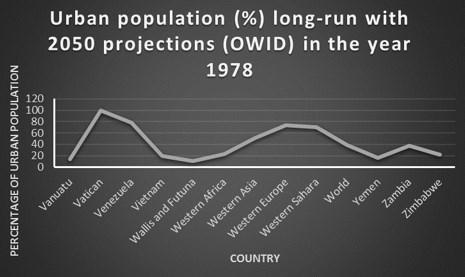 Urban population (%) long-run with
2050 projections (OWID) in the year
1978
PERCENTAGE OF URBAN POPULATION
120
100
80
60
40
20
0
Vanuatu
Vatican
Venezuela
Vietnam
Wallis and Futuna
Western Africa
Western Asia
Western Europe
Western Sahara
World
Yemen
Zambia
Zimbabwe
COUNTRY